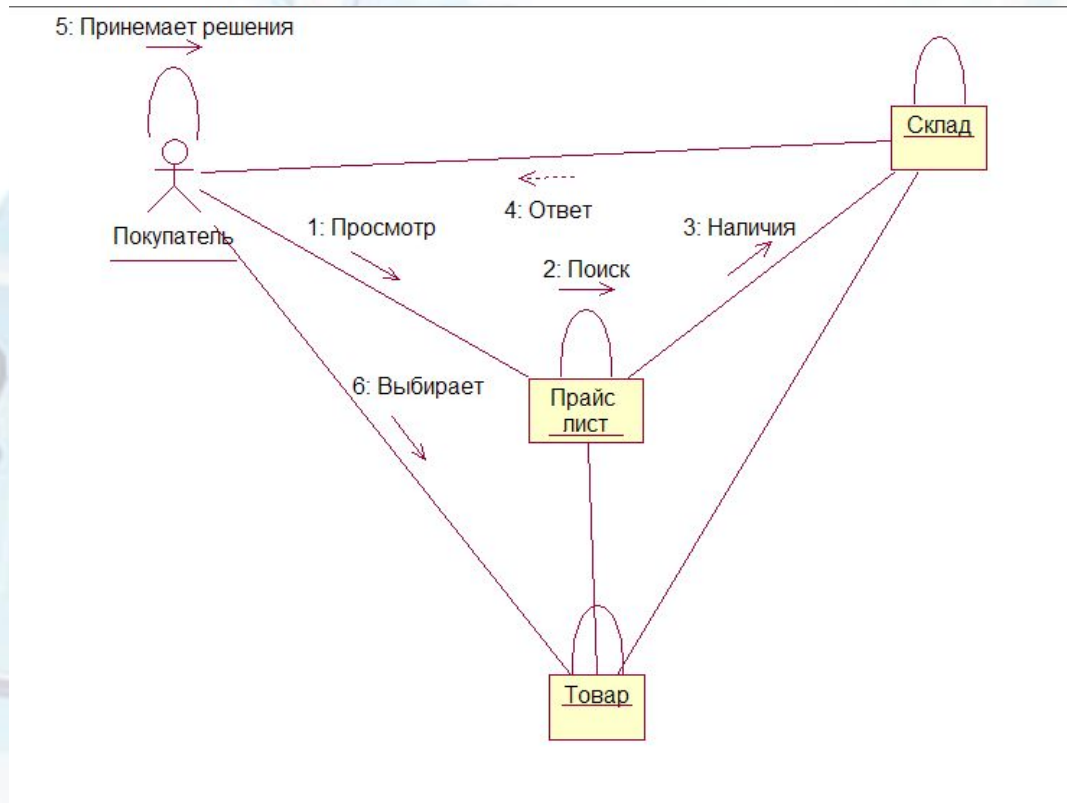 5: Принемает решения
Склад
4: Ответ
1: Просмотр
3: Наличия
Покупатель
2: Поиск
6: Выбирает
Прайс
лист
Товар